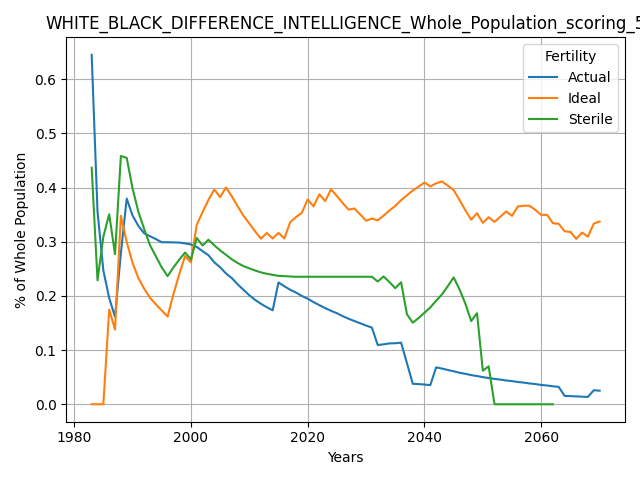 WHITE_BLACK_DIFFERENCE_INTELLIGENCE_Whole_Population_scoring_5
Fertility
Actual
Ideal
Sterile
% of Whole Population
0.6
0.5
0.4
0.3
0.2
0.1
0.0
1980 2000 2020 2040 2060
Years